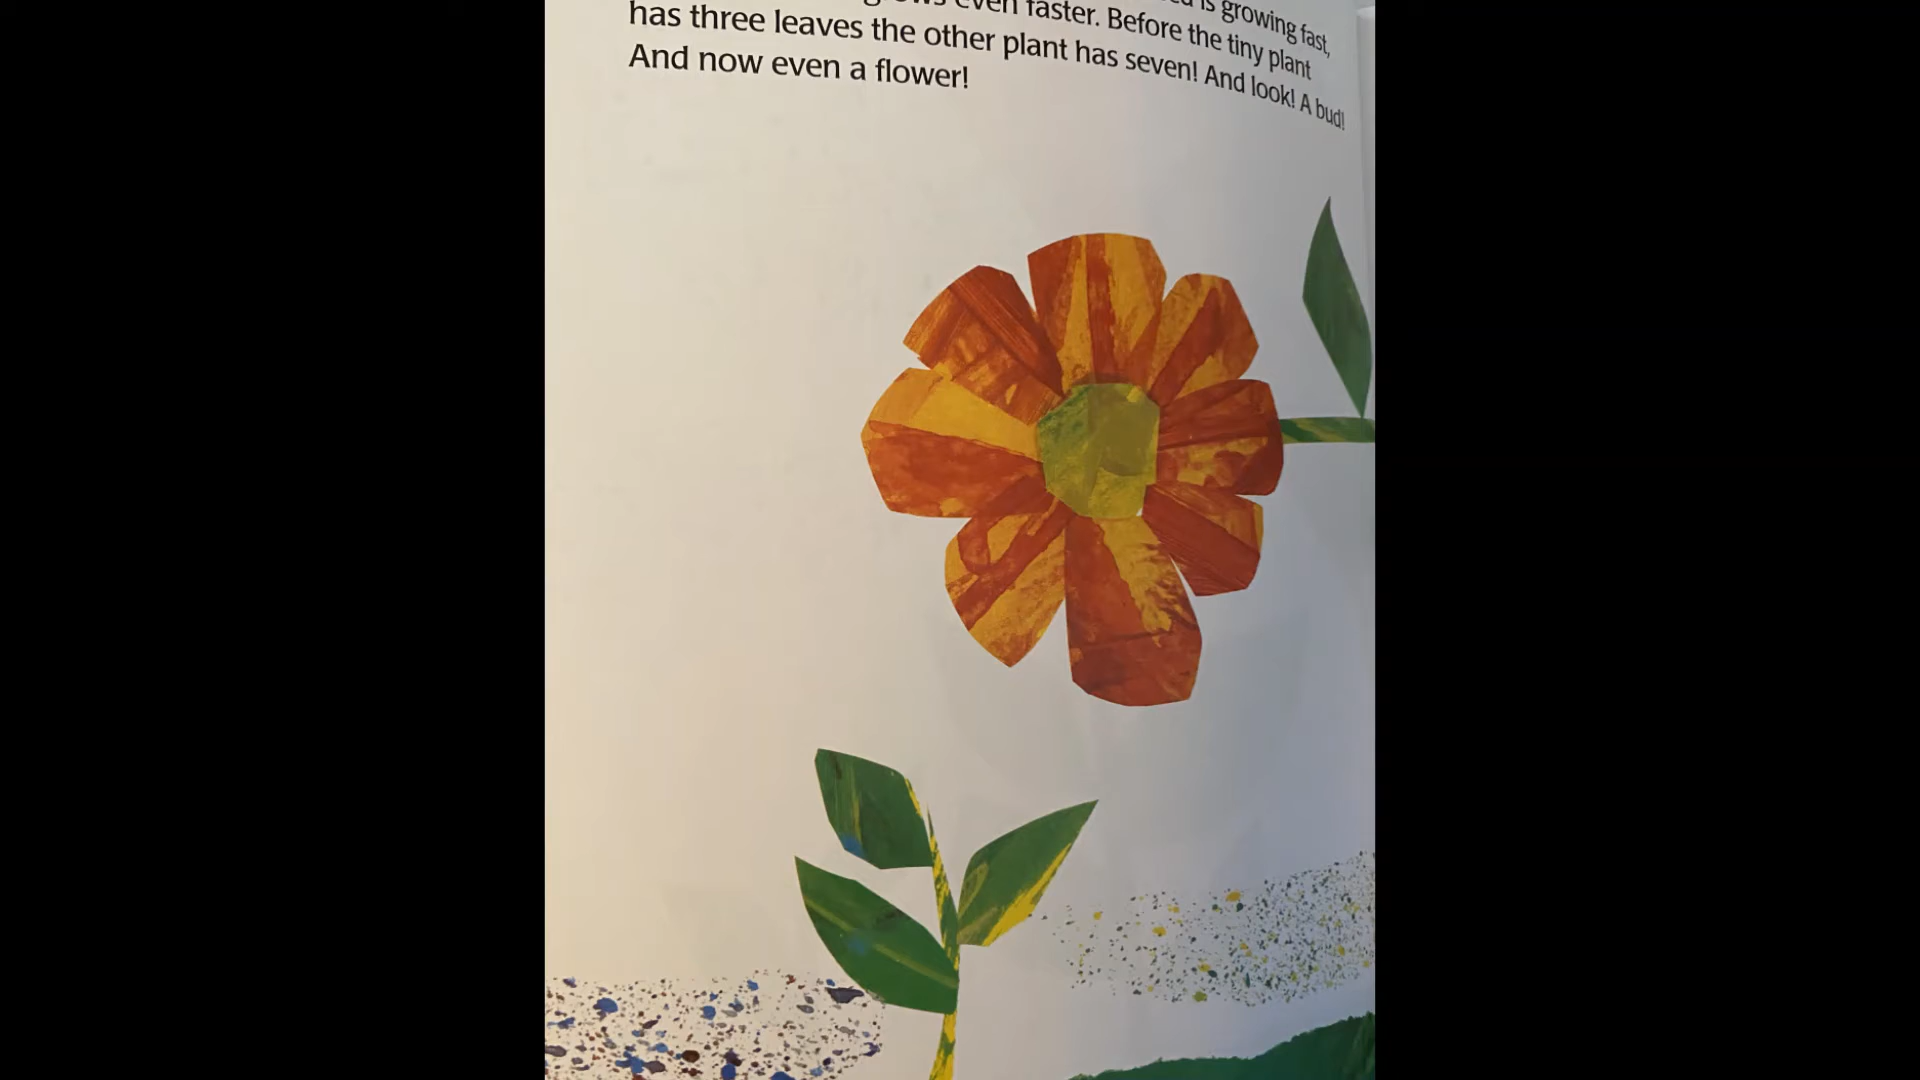 is growing fast,
even faster. Before the tiny plant
has three leaves the other plant has seven! And look! A bud!
And now even a flower!